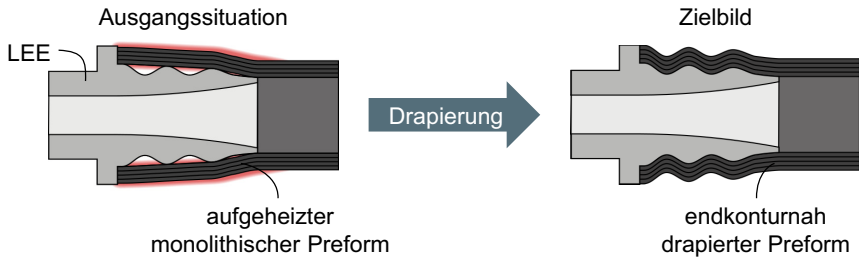 Ausgangssituation
Zielbild
LEE
Drapierung
aufgeheizter
monolithischer Preform
endkonturnah
drapierter Preform